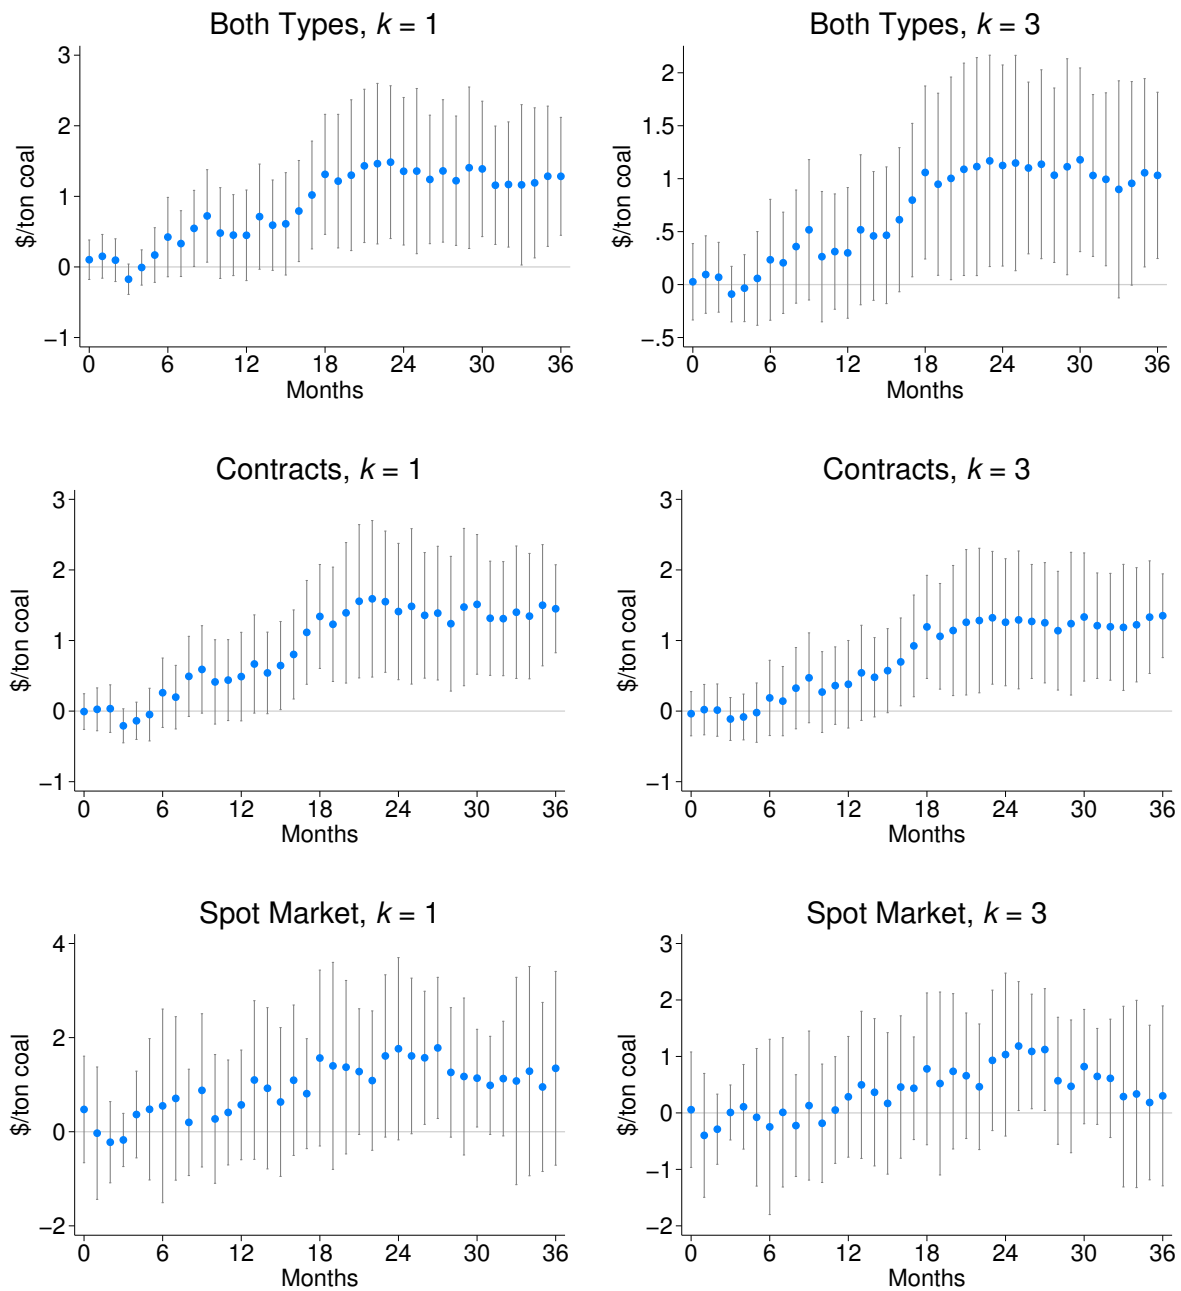 Both Types, k = 1
3
2
1
0
−1
$/ton coal
0 6 12 18 24 30 36
Months
Both Types, k = 3
2
1.5
1
.5
0
−.5
$/ton coal
0 6 12 18 24 30 36
Months
Contracts, k = 1
3
2
1
0
−1
$/ton coal
0 6 12 18 24 30 36
Months
Contracts, k = 3
3
2
1
0
−1
$/ton coal
0 6 12 18 24 30 36
Months
Spot Market, k = 1
4
2
0
−2
$/ton coal
0 6 12 18 24 30 36
Months
Spot Market, k = 3
3
2
1
0
−1
−2
$/ton coal
0 6 12 18 24 30 36
Months